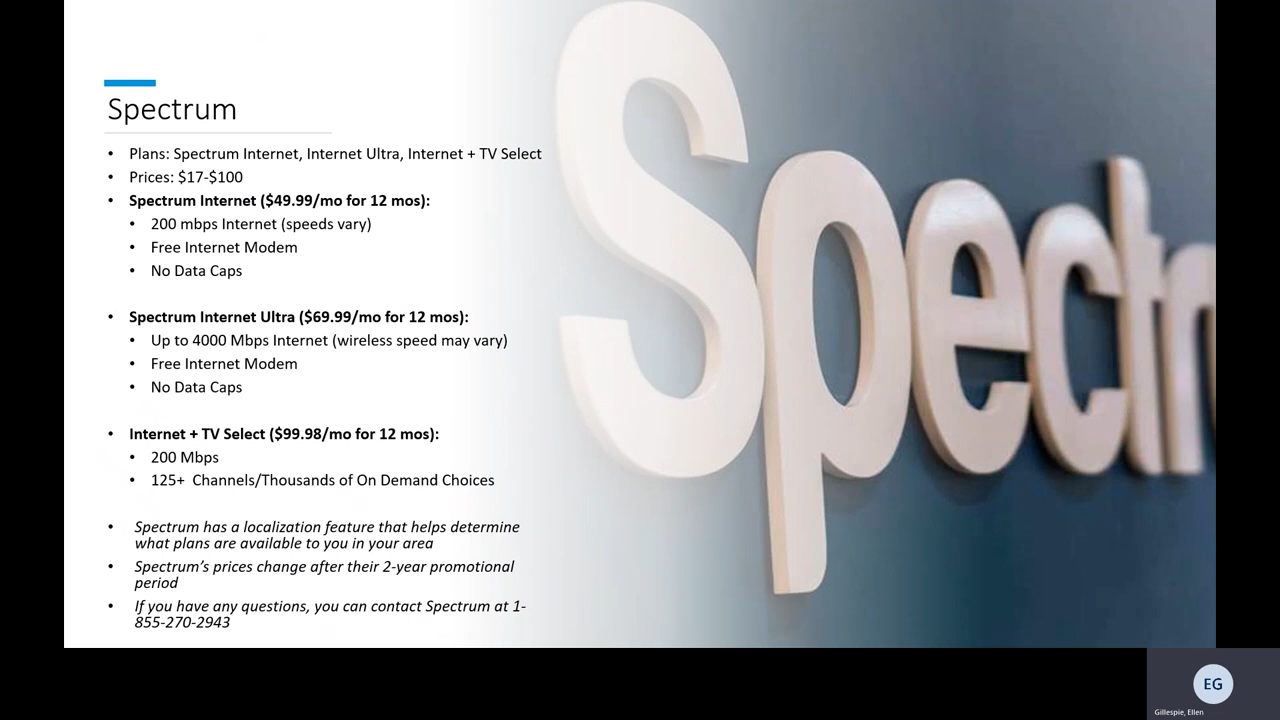 Spectrum
• Plans: Spectrum Internet, Internet Ultra, Internet + TV Select
• Prices: $17-$100
• Spectrum Internet ($49.99/mo for 12 mos):
• 200 mbps Internet (speeds vary)
• Free Internet Modem
• No Data Caps
• Spectrum Internet Ultra ($69.99/mo for 12 mos):
• Up to 4000 Mbps Internet (wireless speed may vary)
• Free Internet Modem
• No Data Caps
• Internet + TV Select ($99.98/mo for 12 mos):
• 200 Mbps
• 125+ Channels/Thousands of On Demand Choices
• Spectrum has a localization feature that helps determine
what plans are available to you in your area
• Spectrum’s prices change after their 2-year promotional
period
• If you have any questions, you can contact Spectrum at 1-
855-270-2943
Spectr
EG
Gillespie, Ellen